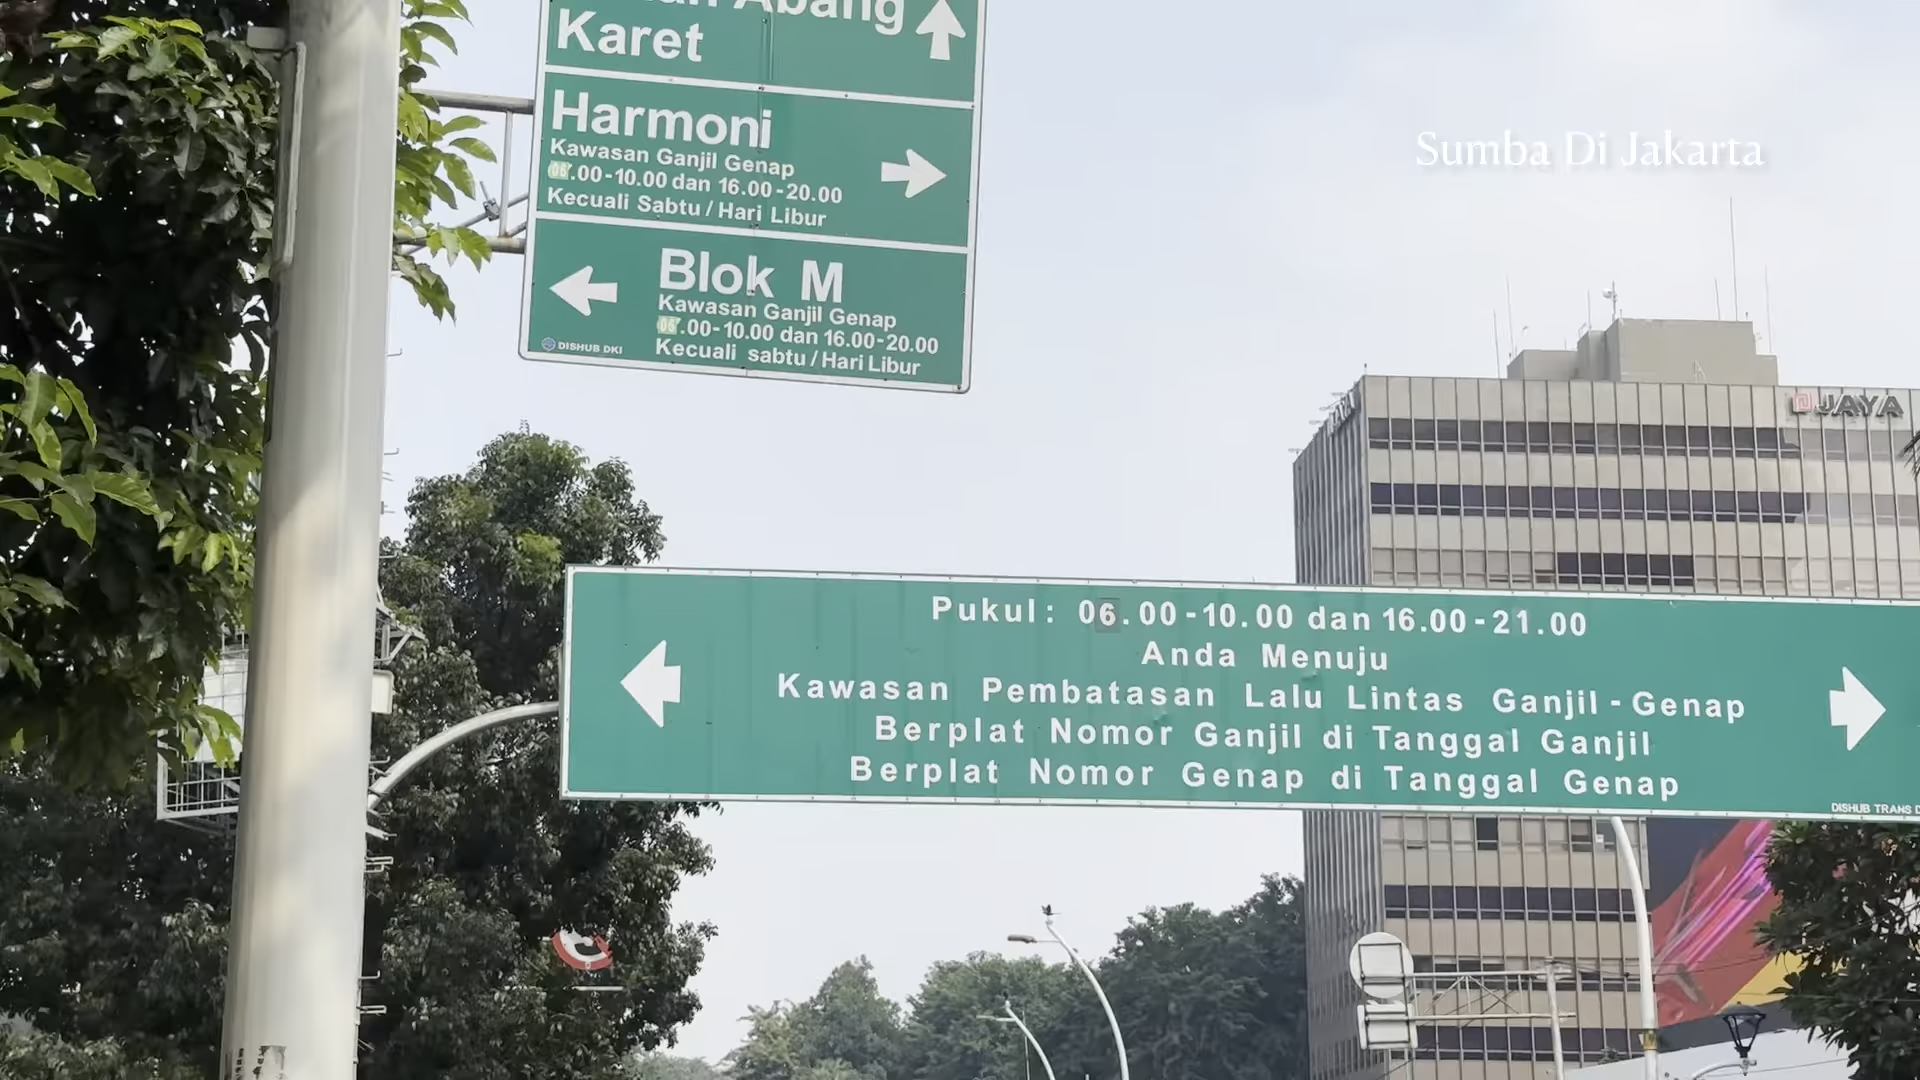 Abang
Karet
Harmoni
Kawasan Ganjil Genap
06.00-10.00 dan 16.00-20.00
Kecuali Sabtu / Hari Libur
Blok M
Kawasan Ganjil Genap
06.00-10.00 dan 16.00-20.00
Kecuali sabtu / Hari Libur
DISHUB DKI
Sumba Di Jakarta
JAYA
Pukul : 06.00-10.00 dan 16.00-21.00
Anda Menuju
Kawasan Pembatasan Lalu Lintas Ganjil - Genap
Berplat Nomor Ganjil di Tanggal Ganjil
Berplat Nomor Genap di Tanggal Genap
DISHUB TRANS